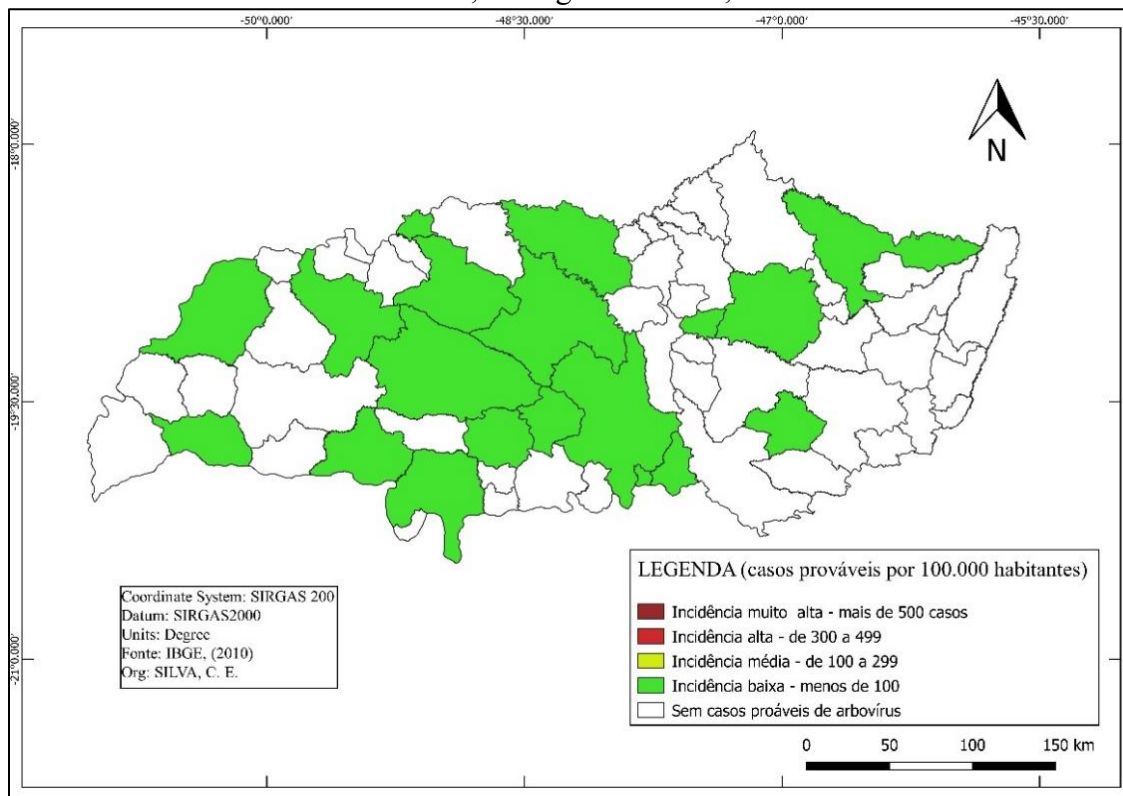 -50°0.000'
-48°30.000'
-47°0.000'
-45°30.000'
-18°0.000'
-19°30.000'
-21°0.000'
N
LEGENDA (casos prováveis por 100.000 habitantes)
Incidência muito alta - mais de 500 casos
Incidência alta - de 300 a 499
Incidência média - de 100 a 299
Incidência baixa - menos de 100
Sem casos proáveis de arbovírus
Coordinate System: SIRGAS 200
Datum: SIRGAS2000
Units: Degree
Fonte: IBGE, (2010)
Org: SILVA, C. E.
0 50 100 150 km